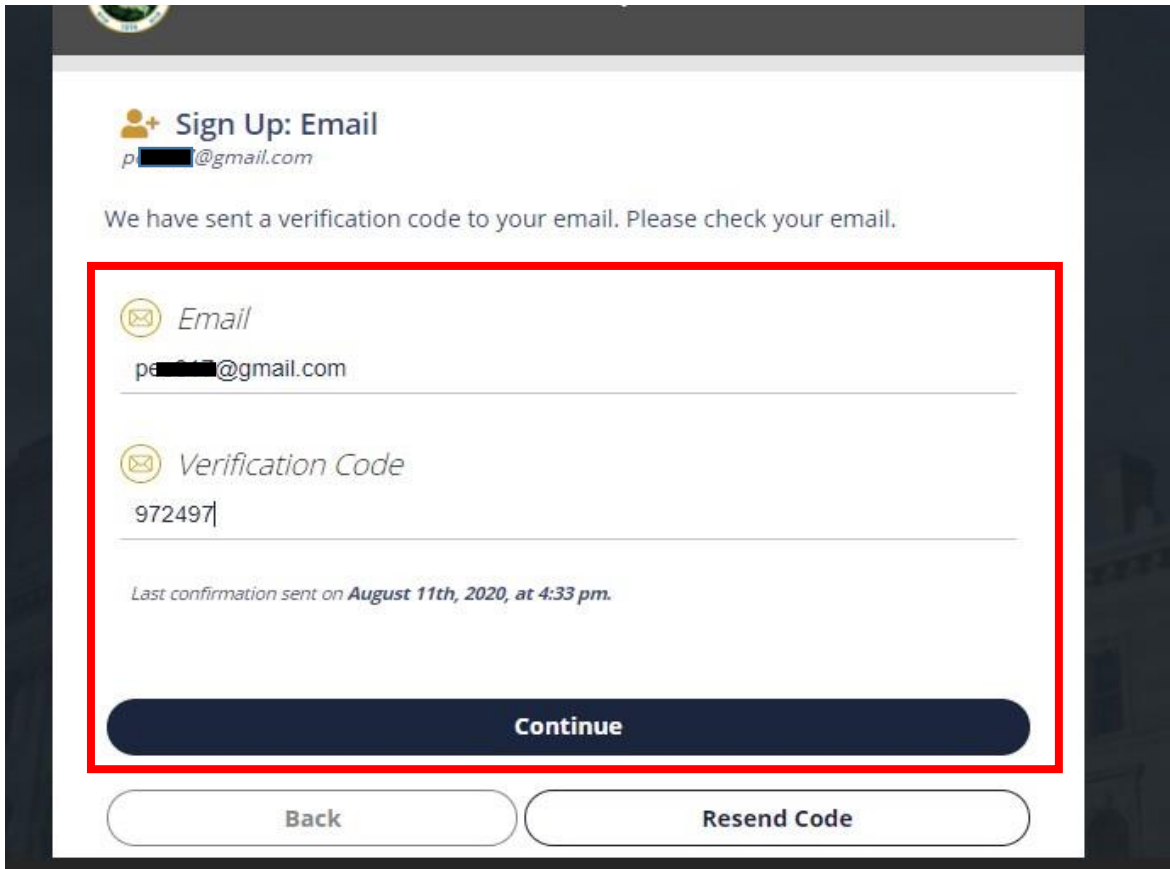 Sign Up: Email
@gmail.com
We have sent a verification code to your email. Please check your email.
Email
@gmail.com
Verification Code
972497
Last confirmation sent on August 11th, 2020, at 4:33 pm.
Continue
Back
Resend Code